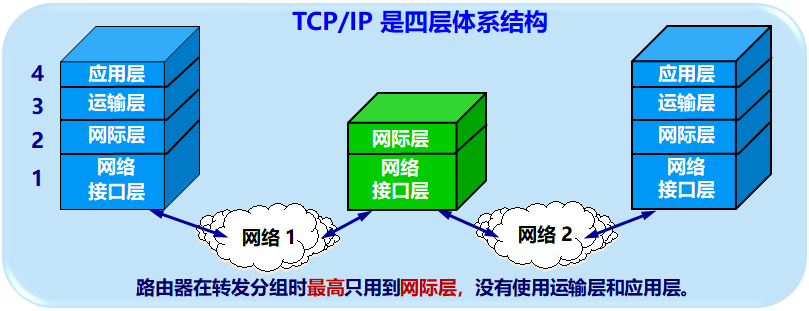 TCP/IP 是四层体系结构
4
应用层
3
运输层
2
网际层
1
网络
接口层
网际层
网络
接口层
应用层
运输层
网际层
网络
接口层
网络 1
网络 2
路由器在转发分组时最高只用到网际层，没有使用运输层和应用层。